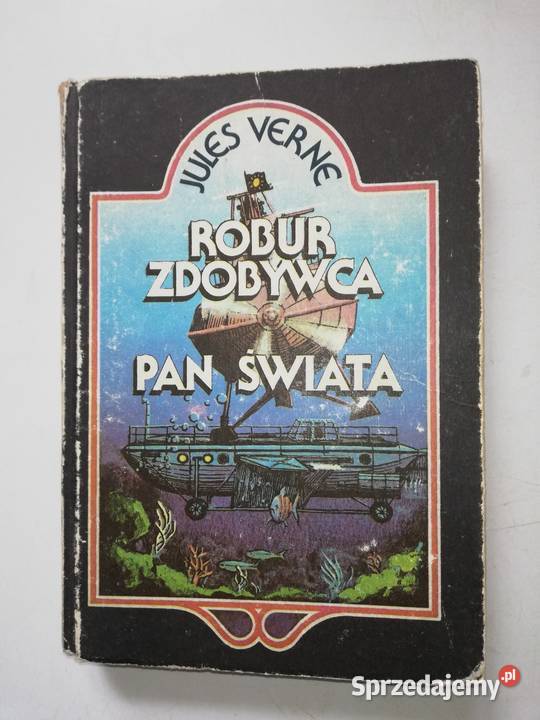 JULES VERNE
ROBUR
ZDOBYWCA
PAN ŚWIATA
Sprzedajemy.pl